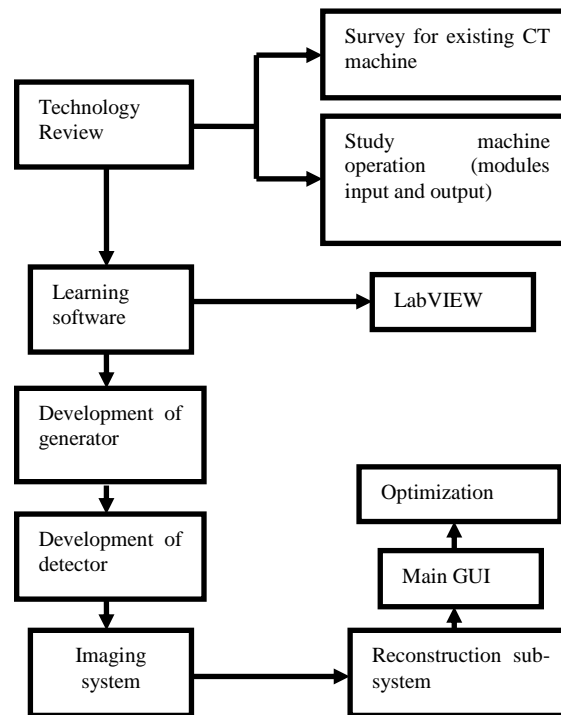 Survey for existing CT
machine
Technology
Review
Study machine
operation (modules
input and output)
Learning
software
LabVIEW
Development of
generator
Optimization
Development of
detector
Main GUI
Imaging
system
Reconstruction sub-
system